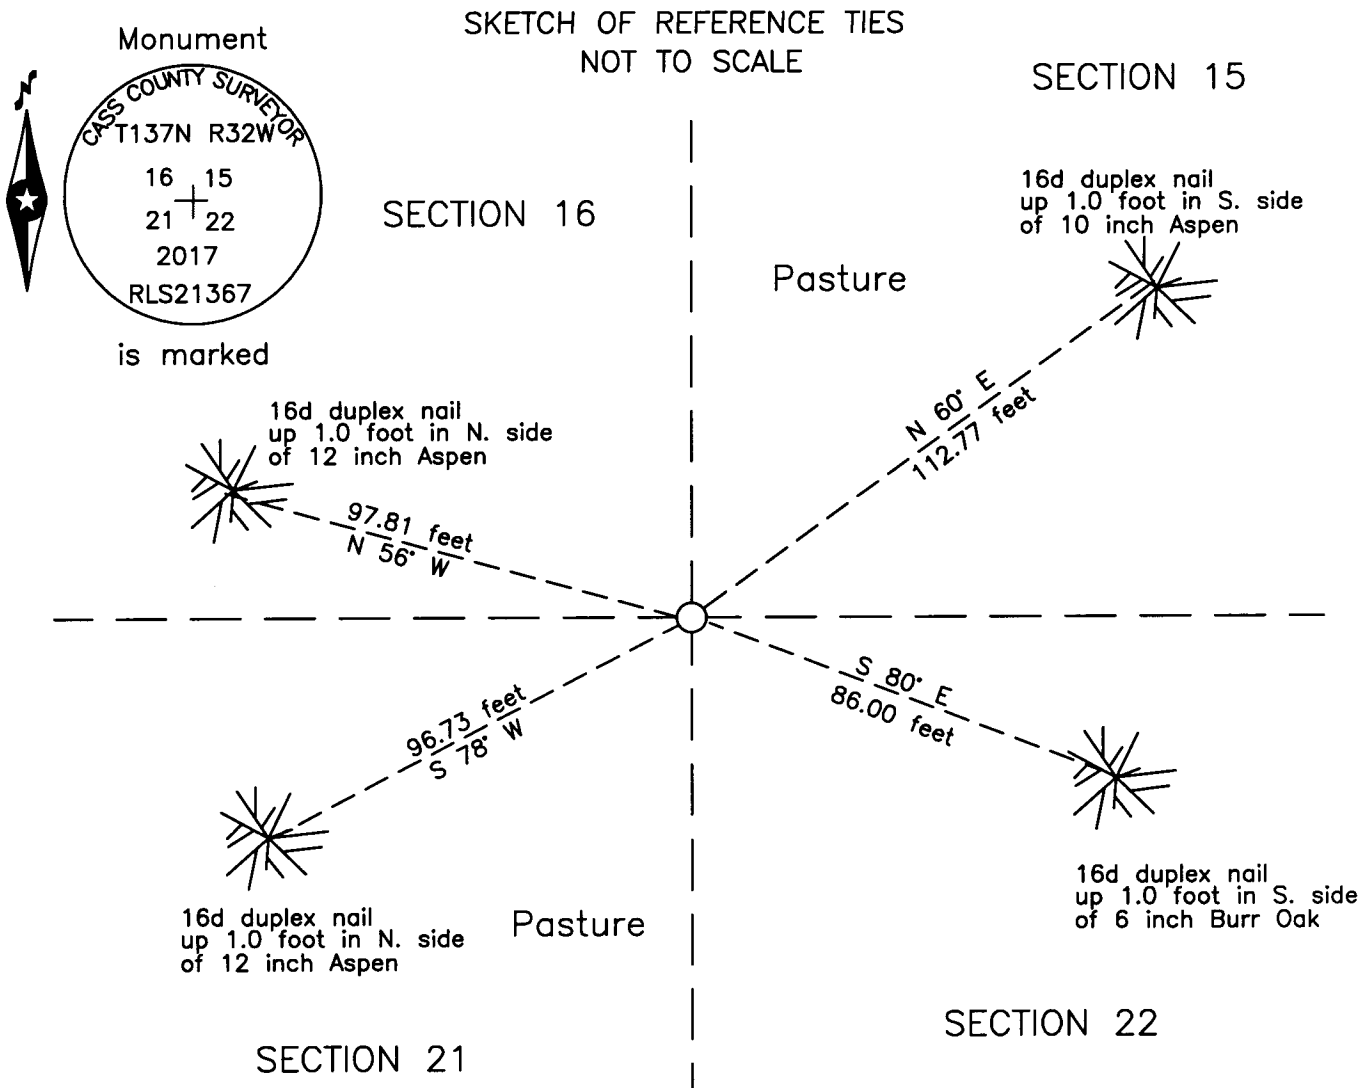 SKETCH OF REFERENCE TIES
NOT TO SCALE
Monument
N
CASS COUNTY SURVEYOR
T137N R32W
16 15
21 22
2017
RLS21367
is marked
SECTION 16
SECTION 15
16d duplex nail
up 1.0 foot in S. side
of 10 inch Aspen
Pasture
N 60° E
112.77 feet
16d duplex nail
up 1.0 foot in N. side
of 12 inch Aspen
97.81 feet
N 56° W
96.73 feet
S 78° W
S 80° E
86.00 feet
16d duplex nail
up 1.0 foot in N. side
of 12 inch Aspen
Pasture
16d duplex nail
up 1.0 foot in S. side
of 6 inch Burr Oak
SECTION 21
SECTION 22